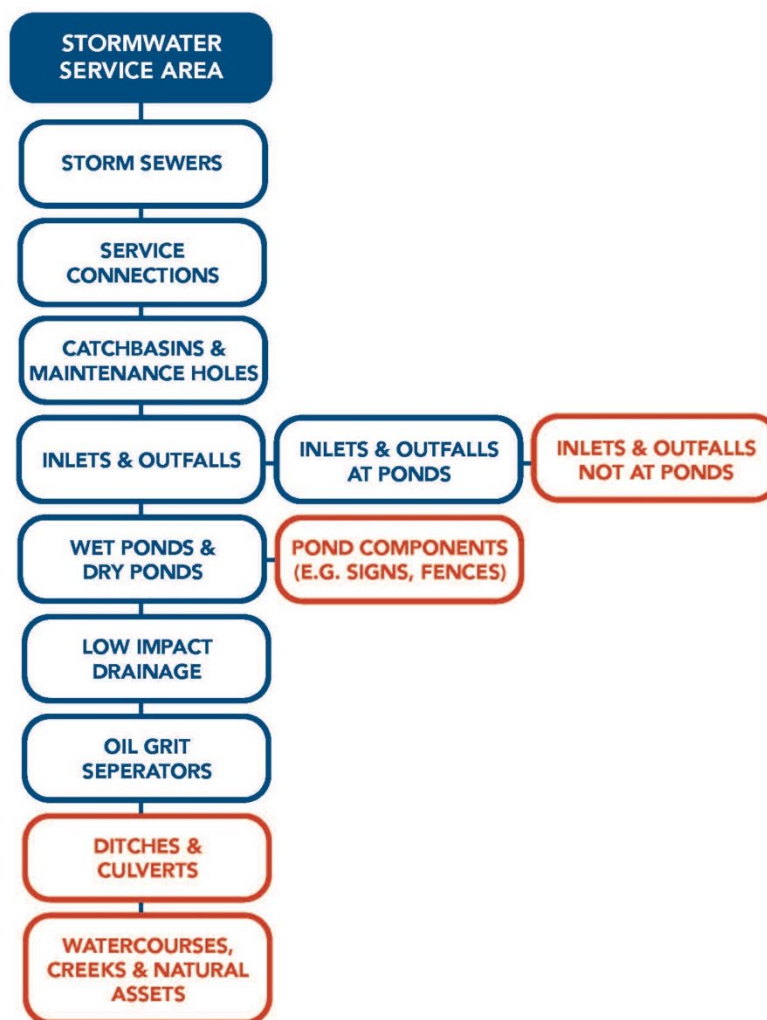 STORMWATER
SERVICE AREA
STORM SEWERS
SERVICE
CONNECTIONS
CATCHBASINS &
MAINTENANCE HOLES
INLETS & OUTFALLS
INLETS & OUTFALLS
AT PONDS
INLETS & OUTFALLS
NOT AT PONDS
WET PONDS &
DRY PONDS
POND COMPONENTS
(E.G. SIGNS, FENCES)
LOW IMPACT
DRAINAGE
OIL GRIT
SEPERATORS
DITCHES &
CULVERTS
WATERCOURSES,
CREEKS & NATURAL
ASSETS